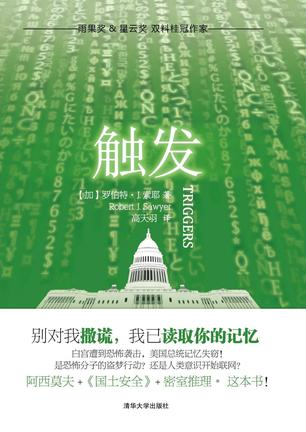 雨果奖 & 星云奖 双料桂冠作家
触发
TRIGGERS
[加] 罗伯特·J.索耶 著
Robert J. Sawyer
高天羽 译
别对我撒谎，我已读取你的记忆
白宫遭到恐怖袭击，美国总统记忆失窃！
是恐怖分子的盗梦行动？还是人类意识开始联网？
阿西莫夫+《国土安全》+密室推理。这本书！
清华大学出版社